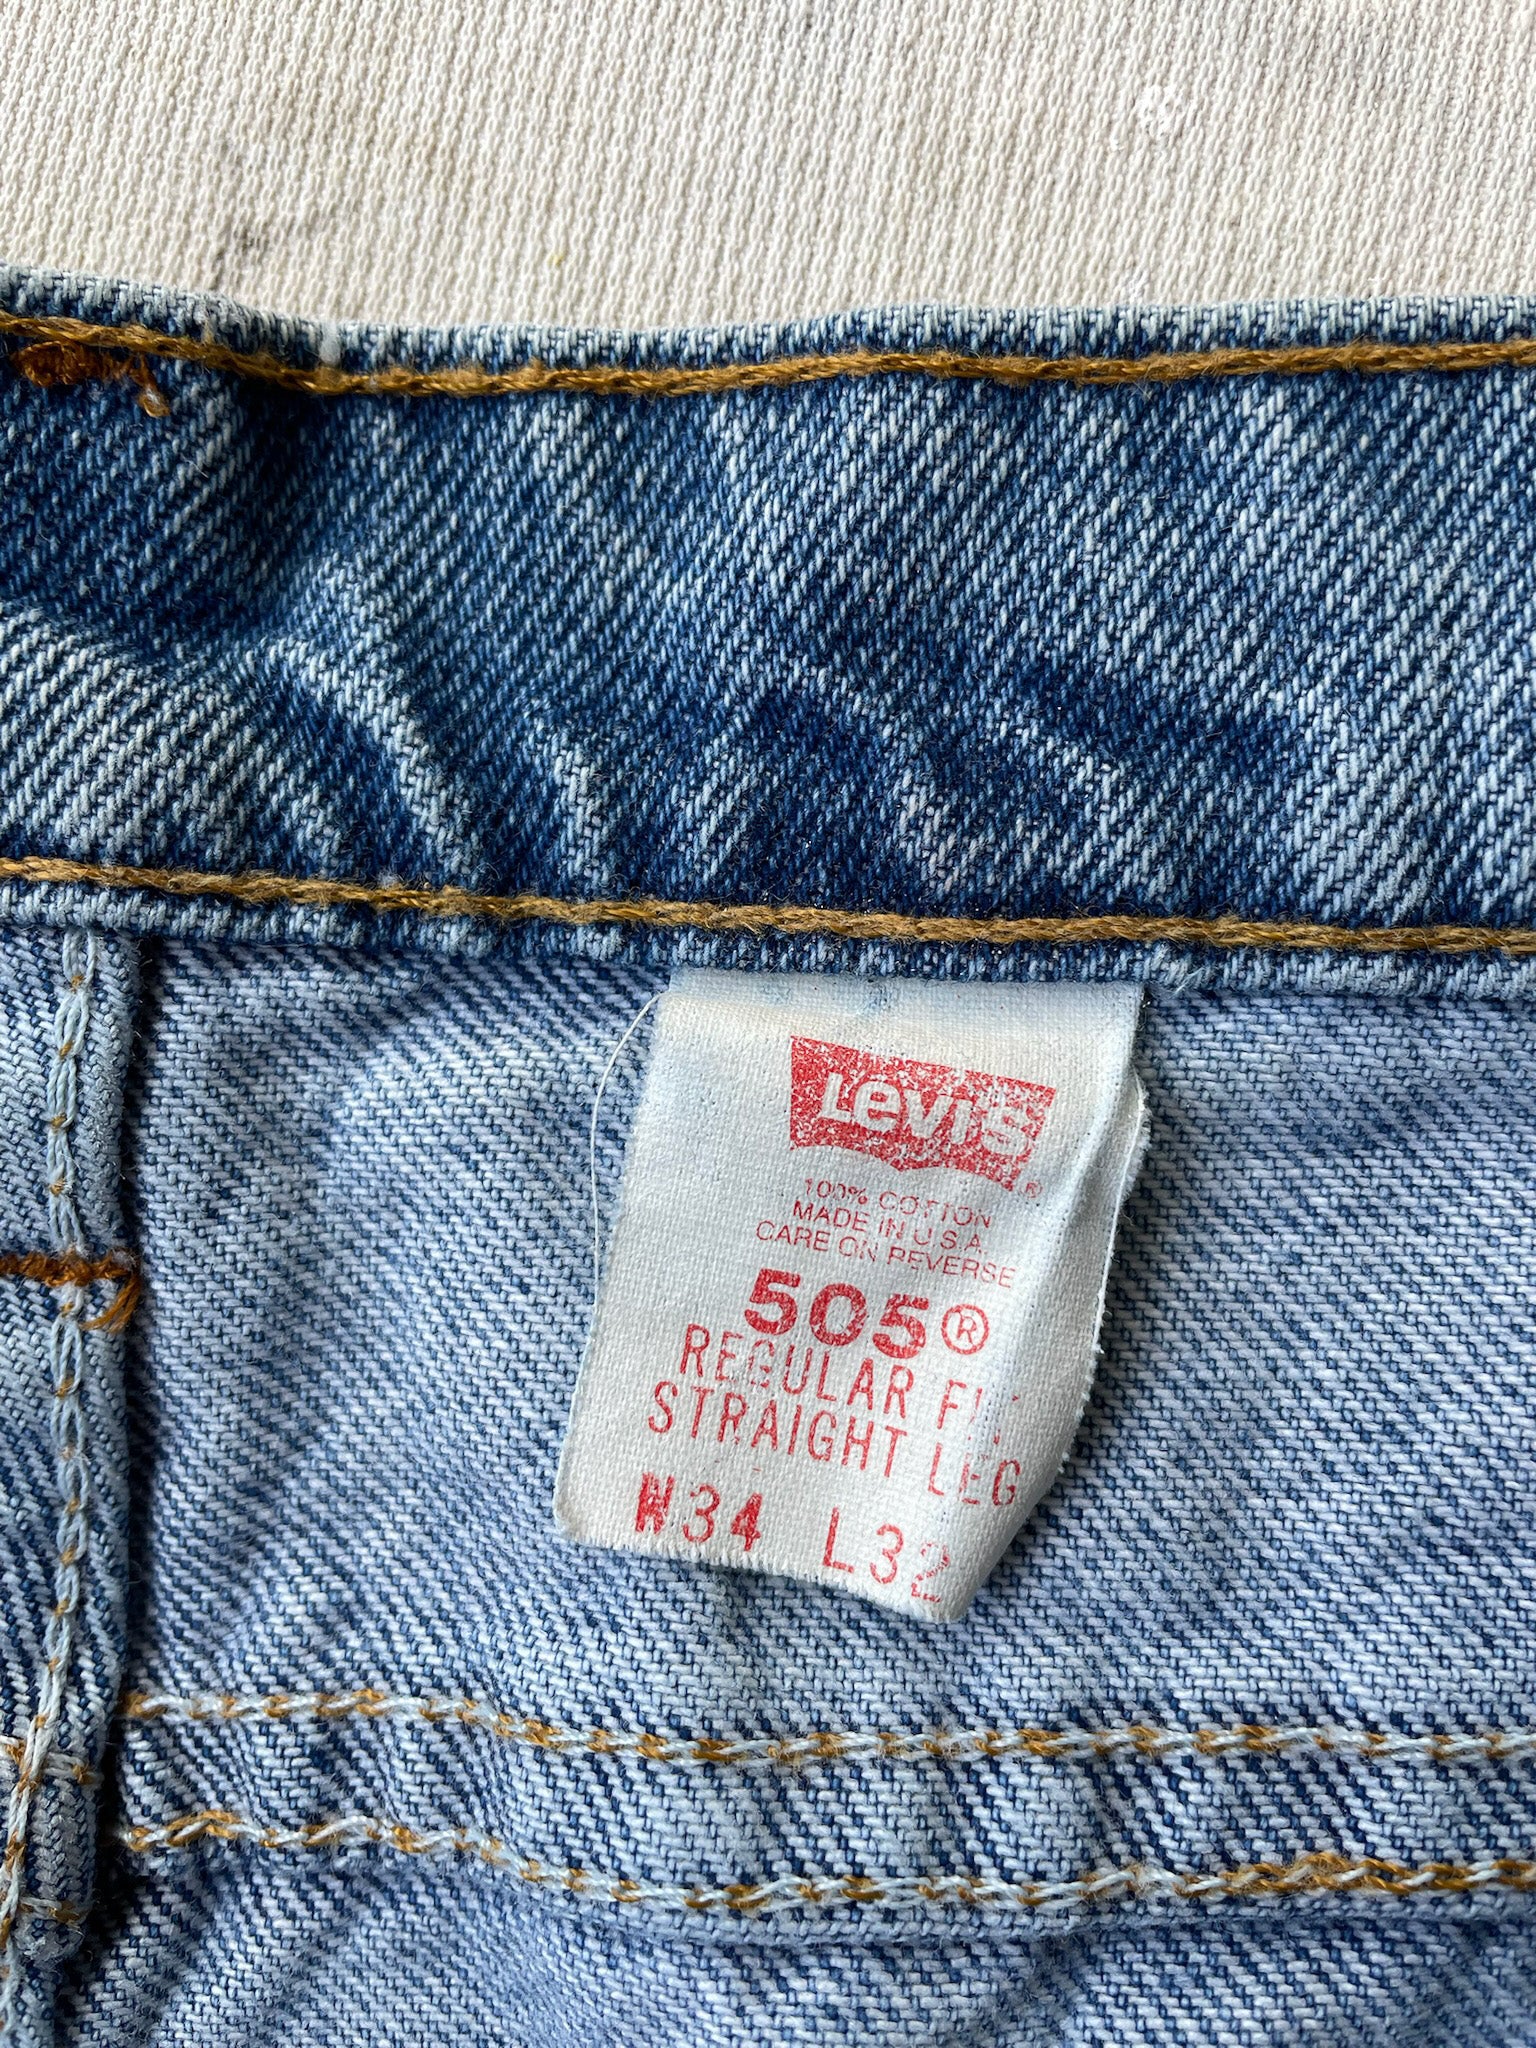 Levi's
®
100% COTTON
MADE IN U.S.A.
CARE ON REVERSE
505®
REGULAR FIT
STRAIGHT LEG
W34 L32